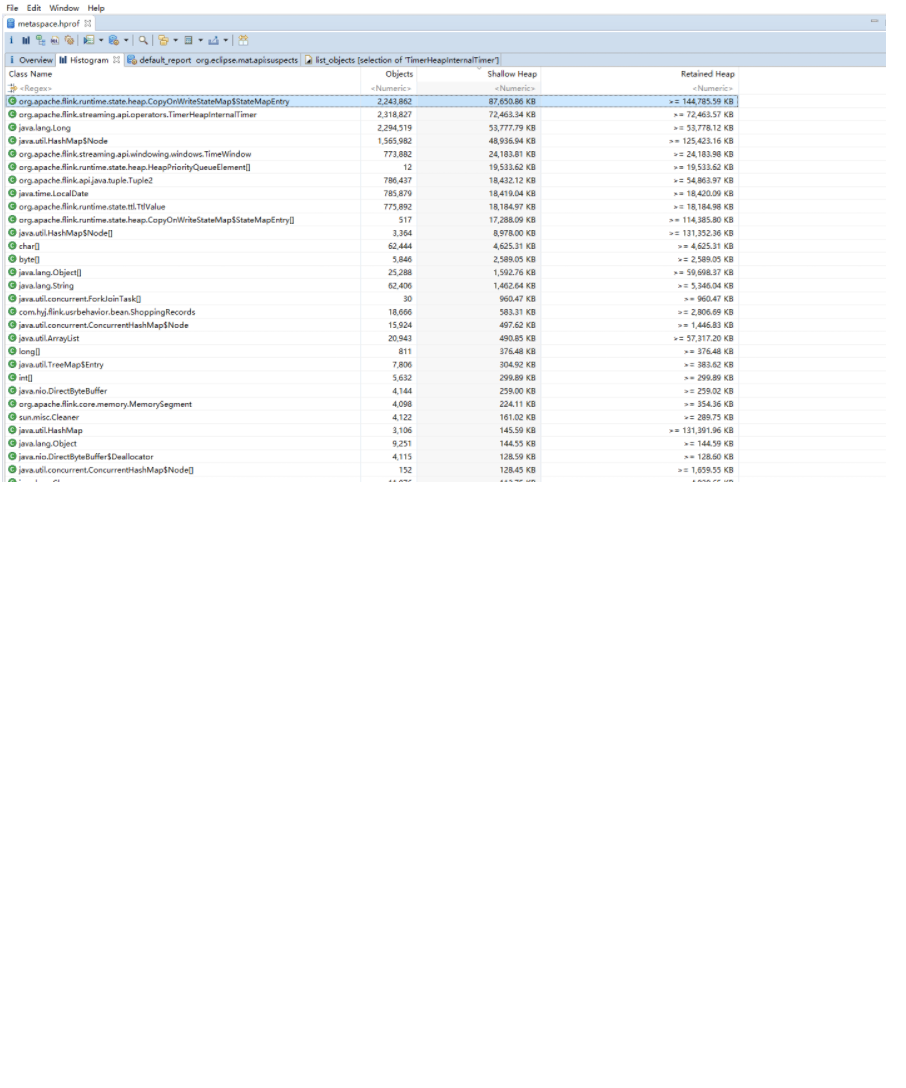 File Edit Window Help
metaspace.hprof
i Overview Histogram default_report org.eclipse.mat.api:suspects list_objects [selection of 'TimerHeapInternalTimer']
Class Name Objects Shallow Heap Retained Heap
<Regex> <Numeric> <Numeric> <Numeric>
org.apache.flink.runtime.state.heap.CopyOnWriteStateMap$StateMapEntry 2,243,862 87,650.86 KB >= 144,785.59 KB
org.apache.flink.streaming.api.operators.TimerHeapInternalTimer 2,318,827 72,463.34 KB >= 72,463.57 KB
java.lang.Long 2,294,519 53,777.79 KB >= 53,778.12 KB
java.util.HashMap$Node 1,565,982 48,936.94 KB >= 125,423.16 KB
org.apache.flink.streaming.api.windowing.windows.TimeWindow 773,882 24,183.81 KB >= 24,183.98 KB
org.apache.flink.runtime.state.heap.HeapPriorityQueueElement[] 12 19,533.62 KB >= 19,533.62 KB
org.apache.flink.api.java.tuple.Tuple2 786,437 18,432.12 KB >= 54,863.97 KB
java.time.LocalDate 785,879 18,419.04 KB >= 18,420.09 KB
org.apache.flink.runtime.state.ttl.TtlValue 775,892 18,184.97 KB >= 18,184.98 KB
org.apache.flink.runtime.state.heap.CopyOnWriteStateMap$StateMapEntry[] 517 17,288.09 KB >= 114,385.80 KB
java.util.HashMap$Node[] 3,364 8,978.00 KB >= 131,352.36 KB
char[] 62,444 4,625.31 KB >= 4,625.31 KB
byte[] 5,846 2,589.05 KB >= 2,589.05 KB
java.lang.Object[] 25,288 1,592.76 KB >= 59,698.37 KB
java.lang.String 62,406 1,462.64 KB >= 5,346.04 KB
java.util.concurrent.ForkJoinTask[] 30 960.47 KB >= 960.47 KB
com.hyj.flink.usrbehavior.bean.ShoppingRecords 18,666 583.31 KB >= 2,806.69 KB
java.util.concurrent.ConcurrentHashMap$Node 15,924 497.62 KB >= 1,446.83 KB
java.util.ArrayList 20,943 490.85 KB >= 57,317.20 KB
long[] 811 376.48 KB >= 376.48 KB
java.util.TreeMap$Entry 7,806 304.92 KB >= 383.62 KB
int[] 5,632 299.89 KB >= 299.89 KB
java.nio.DirectByteBuffer 4,144 259.00 KB >= 259.02 KB
org.apache.flink.core.memory.MemorySegment 4,098 224.11 KB >= 354.36 KB
sun.misc.Cleaner 4,122 161.02 KB >= 289.75 KB
java.util.HashMap 3,106 145.59 KB >= 131,391.96 KB
java.lang.Object 9,251 144.55 KB >= 144.59 KB
java.nio.DirectByteBuffer$Deallocator 4,115 128.59 KB >= 128.60 KB
java.util.concurrent.ConcurrentHashMap$Node[] 152 128.45 KB >= 1,659.55 KB